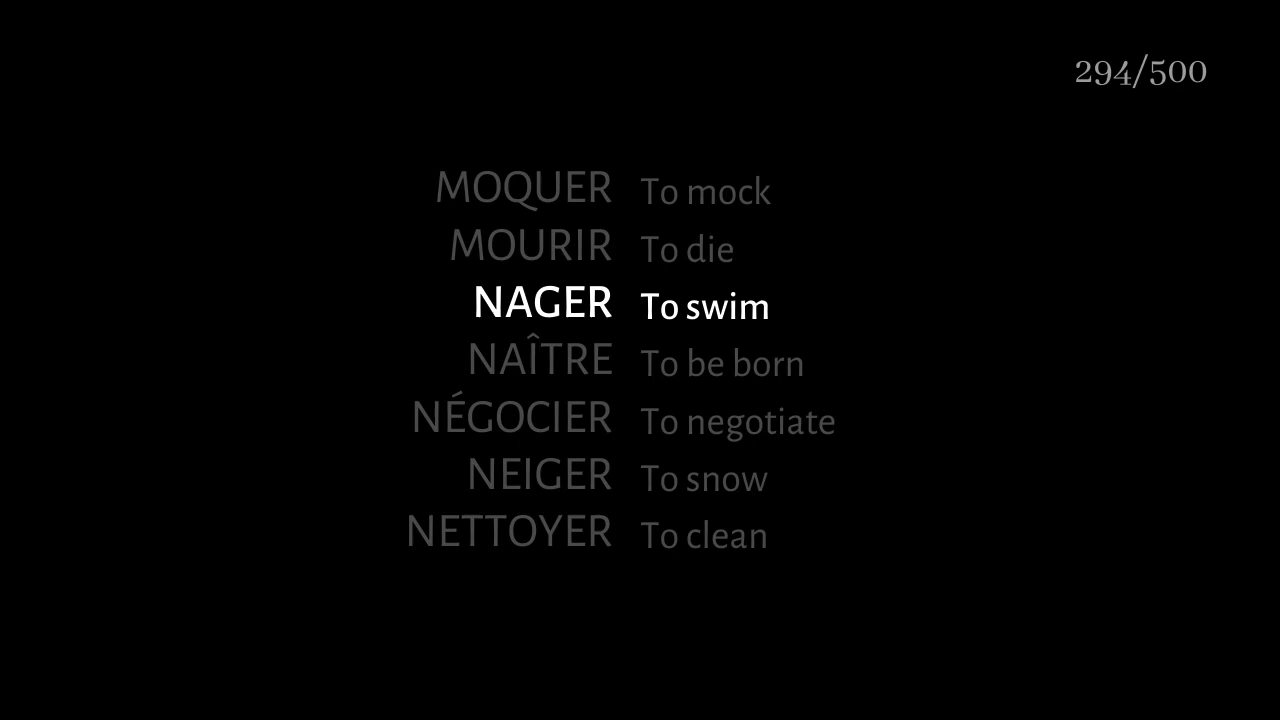 294/500
MOQUER To mock
MOURIR To die
NAGER To swim
NAÎTRE To be born
NÉGOCIER To negotiate
NEIGER To snow
NETTOYER To clean